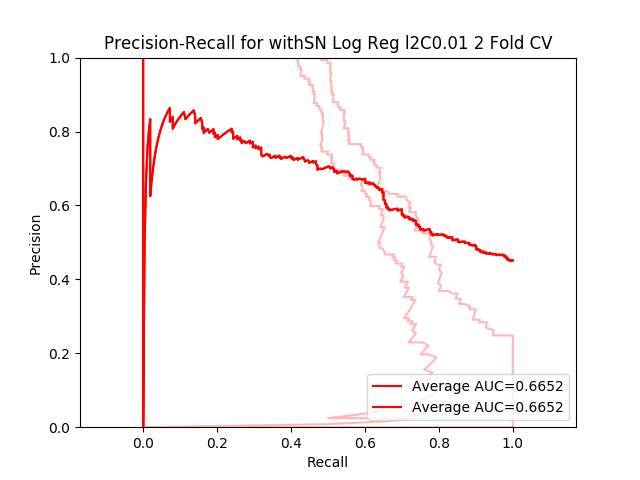 Precision-Recall for withSN Log Reg l2C0.01 2 Fold CV
Precision
1.0
0.8
0.6
0.4
0.2
0.0
0.0 0.2 0.4 0.6 0.8 1.0
Recall
Average AUC=0.6652
Average AUC=0.6652